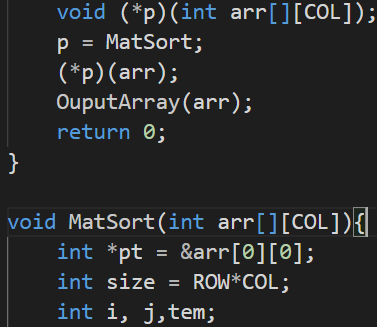 void (*p)(int arr[][COL]);
p = MatSort;
(*p)(arr);
OuputArray(arr);
return 0;
}
void MatSort(int arr[][COL]){
int *pt = &arr[0][0];
int size = ROW*COL;
int i, j,tem;